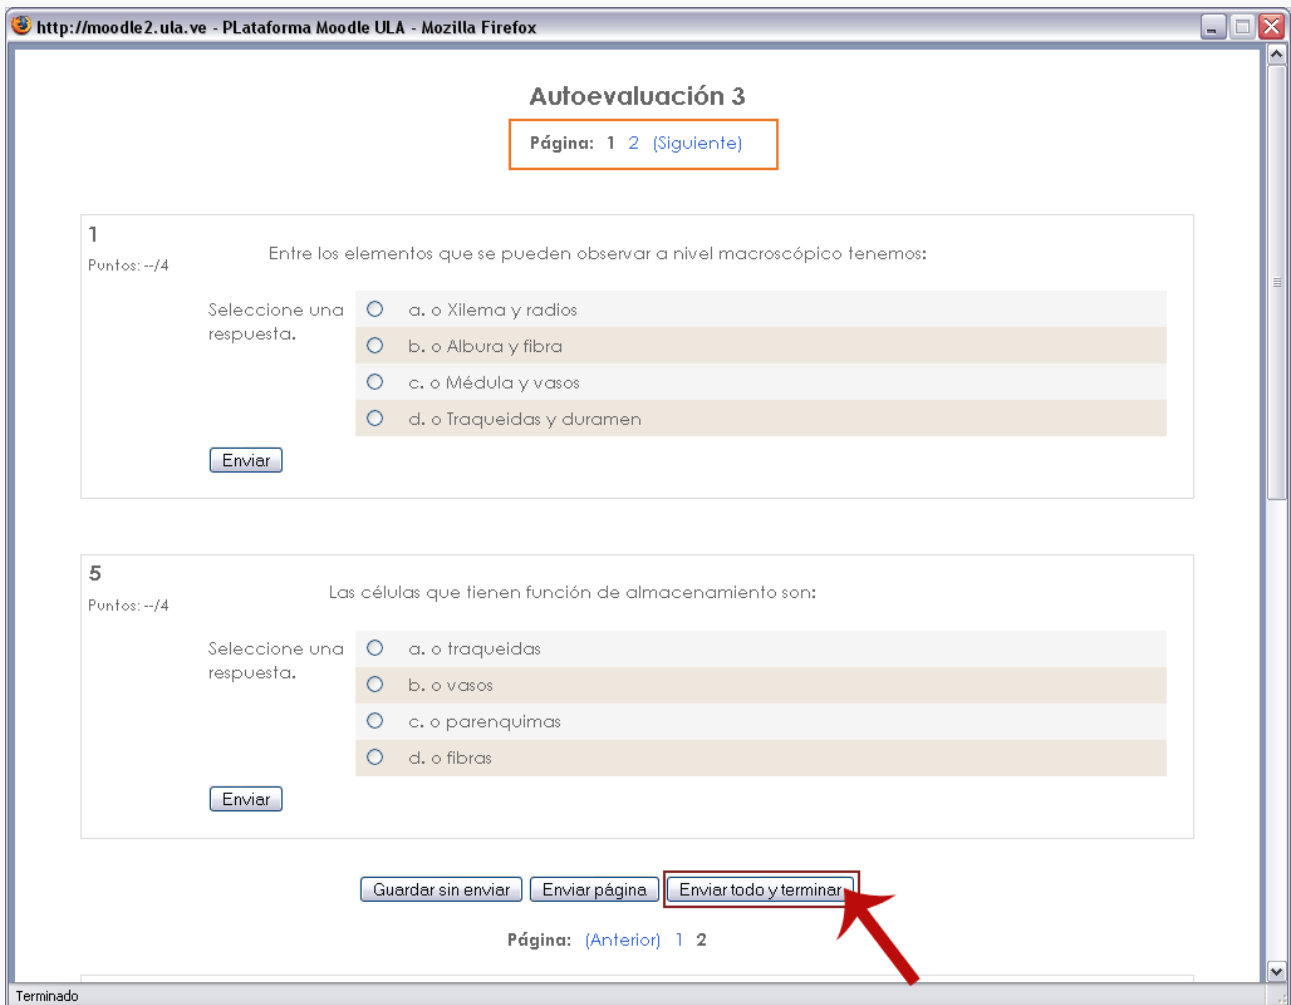 http://moodle2.ula.ve - PLataforma Moodle ULA - Mozilla Firefox
Autoevaluación 3
Página: 1 2 (Siguiente)
1
Puntos: --/4
Entre los elementos que se pueden observar a nivel macroscópico tenemos:
Seleccione una
respuesta.
a. o Xilema y radios
b. o Albura y fibra
c. o Médula y vasos
d. o Traqueidas y duramen
Enviar
5
Puntos: --/4
Las células que tienen función de almacenamiento son:
Seleccione una
respuesta.
a. o traqueidas
b. o vasos
c. o parenquimas
d. o fibras
Enviar
Guardar sin enviar Enviar página Enviar todo y terminar
Página: (Anterior) 1 2
Terminado